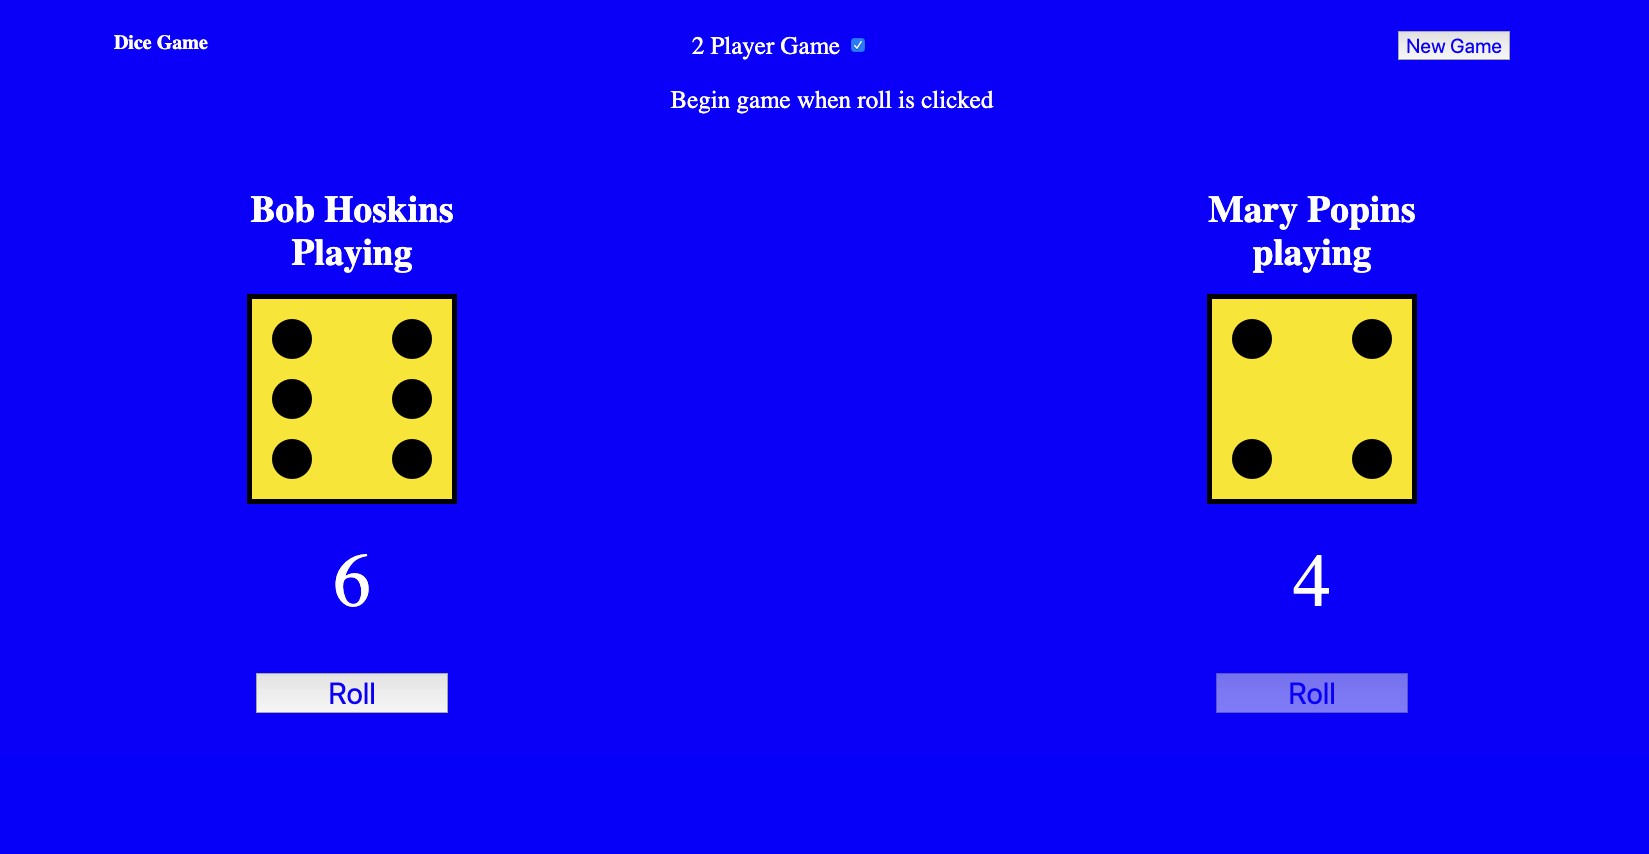 Dice Game
2 Player Game
New Game
Begin game when roll is clicked
Bob Hoskins
Playing
Mary Popins
playing
6
4
Roll
Roll